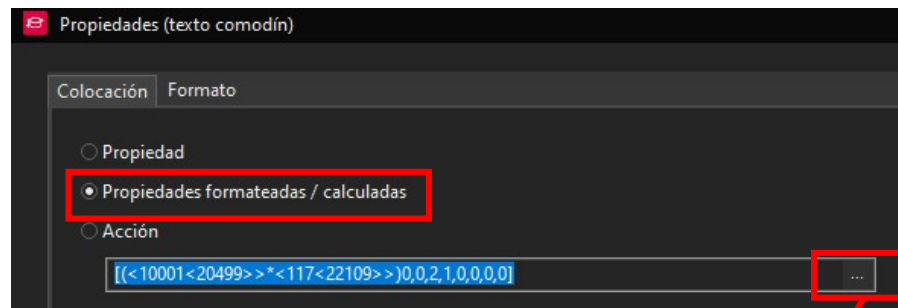 Propiedades (texto comodín)
Colocación Formato
Propiedad
Propiedades formateadas / calculadas
Acción
[(<10001<20499>>*<117<22109>>)0,0,2,1,0,0,0,0] ...